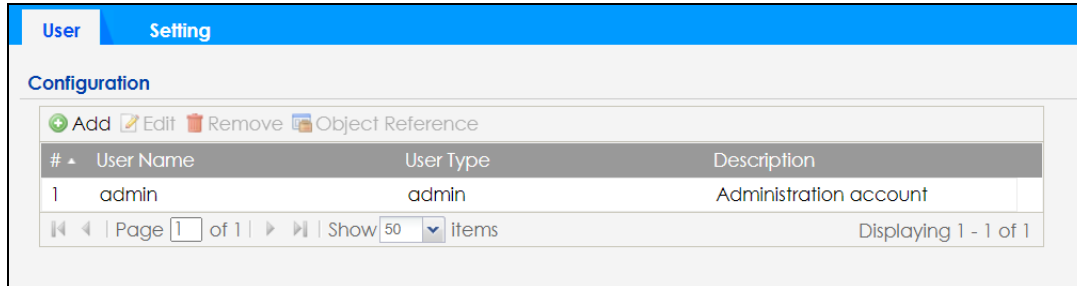 User Setting
Configuration
Add Edit Remove Object Reference
# User Name User Type Description
1 admin admin Administration account
Page 1 of 1 Show 50 items Displaying 1 - 1 of 1